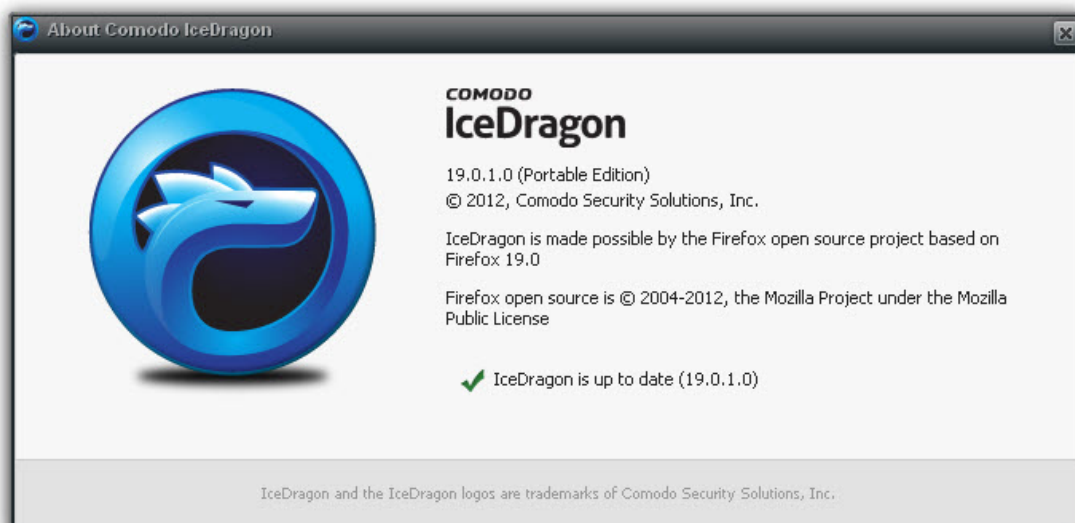 About Comodo IceDragon
COMODO
IceDragon
19.0.1.0 (Portable Edition)
© 2012, Comodo Security Solutions, Inc.
IceDragon is made possible by the Firefox open source project based on
Firefox 19.0
Firefox open source is © 2004-2012, the Mozilla Project under the Mozilla
Public License
IceDragon is up to date (19.0.1.0)
IceDragon and the IceDragon logos are trademarks of Comodo Security Solutions, Inc.